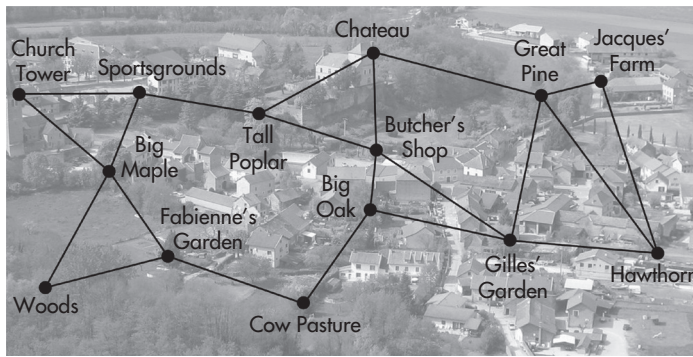 Chateau
Church
Tower
Sportsgrounds
Great
Pine
Jacques'
Farm
Tall
Poplar
Butcher's
Shop
Big
Maple
Big
Oak
Fabienne's
Garden
Gilles'
Garden
Hawthorn
Woods
Cow Pasture